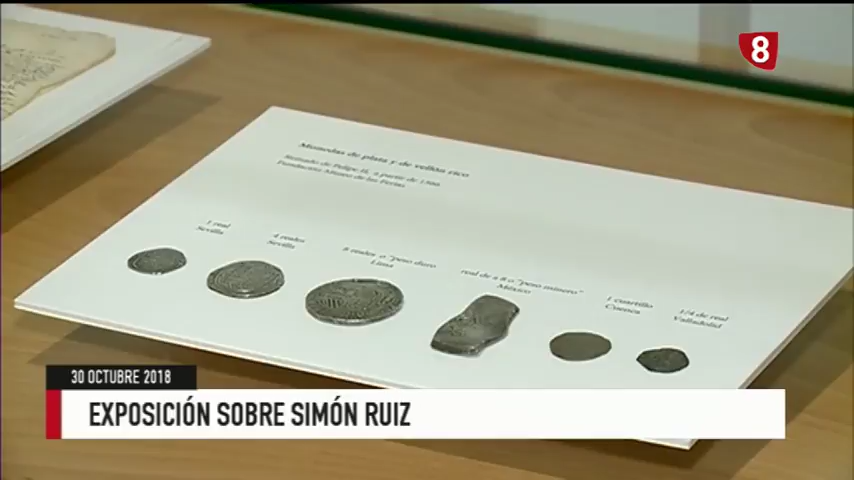 8
Monedas de plata y de vellón rico
Reinado de Felipe II, a partir de 1566
Fundación Museo de las Ferias
1 real
Sevilla
4 reales
Sevilla
8 reales o "peso duro
Lima
real de a 8 o "peso minero"
México
1 cuartillo
Cuenca
1/4 de real
Valladolid
30 OCTUBRE 2018
EXPOSICIÓN SOBRE SIMÓN RUIZ